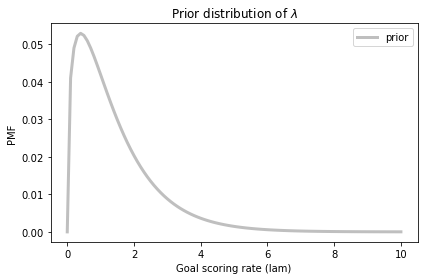 Prior distribution of λ
prior
PMF
0.05
0.04
0.03
0.02
0.01
0.00
0 2 4 6 8 10
Goal scoring rate (lam)